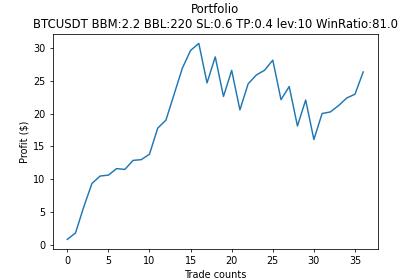 Portfolio
BTCUSDT BBM:2.2 BBL:220 SL:0.6 TP:0.4 lev:10 WinRatio:81.0
30
25
20
15
10
5
0
Profit ($)
0 5 10 15 20 25 30 35
Trade counts